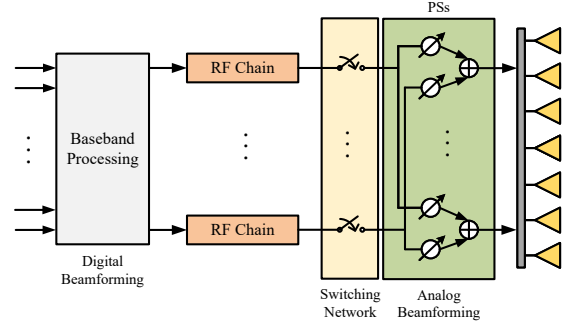 PSs
RF Chain
Baseband
Processing
RF Chain
Digital
Beamforming
Switching
Network
Analog
Beamforming